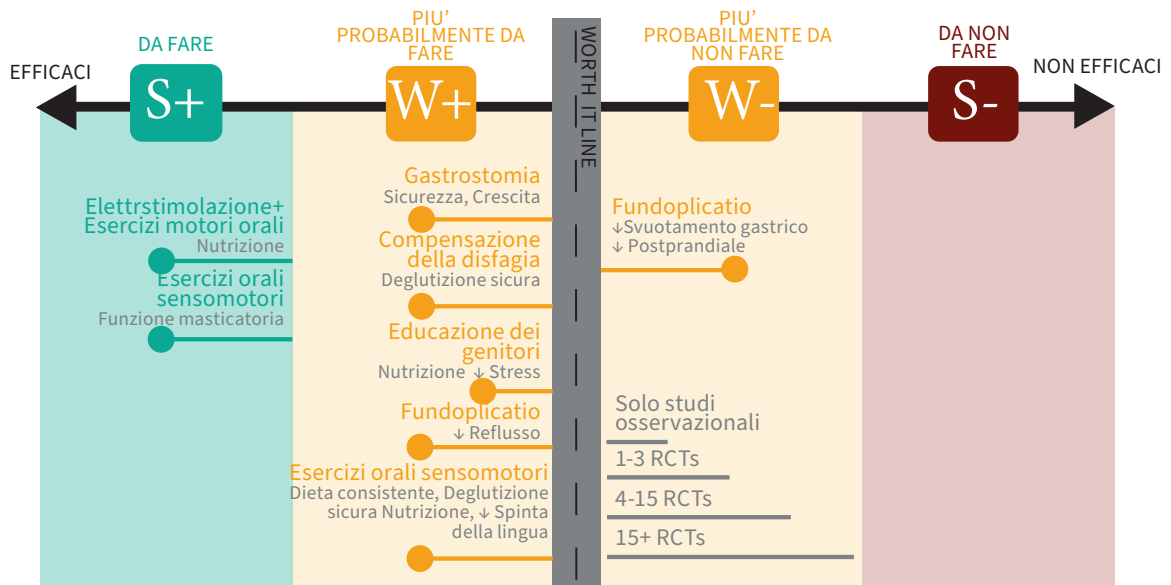 DA FARE
PIU'
PROBABILMENTE DA
FARE
PIU'
PROBABILMENTE DA
NON FARE
DA NON
FARE
EFFICACI
NON EFFICACI
S+
W+
W-
S-
WORTH IT LINE
Elettrstimolazione+
Esercizi motori orali
Nutrizione
Esercizi orali
sensomotori
Funzione masticatoria
Gastrostomia
Sicurezza, Crescita
Compensazione
della disfagia
Deglutizione sicura
Educazione dei
genitori
Nutrizione ↓ Stress
Fundoplicatio
↓ Reflusso
Esercizi orali sensomotori
Dieta consistente, Deglutizione
sicura Nutrizione, ↓ Spinta
della lingua
Fundoplicatio
↓Svuotamento gastrico
↓ Postprandiale
Solo studi
osservazionali
1-3 RCTs
4-15 RCTs
15+ RCTs